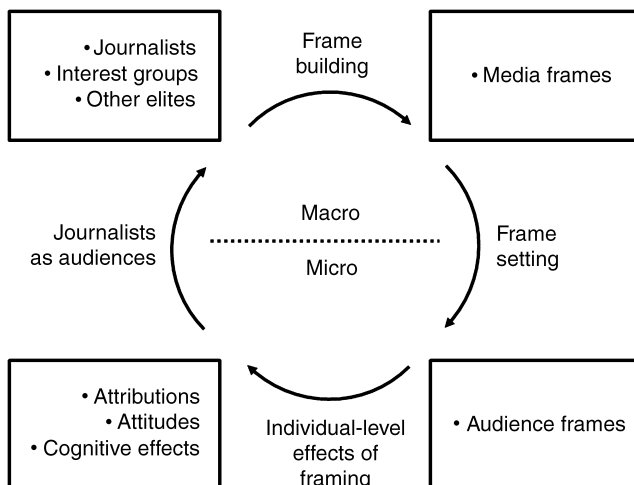 • Journalists
• Interest groups
• Other elites
Frame
building
• Media frames
Journalists
as audiences
Macro
Micro
Frame
setting
• Attributions
• Attitudes
• Cognitive effects
Individual-level
effects of
framing
• Audience frames